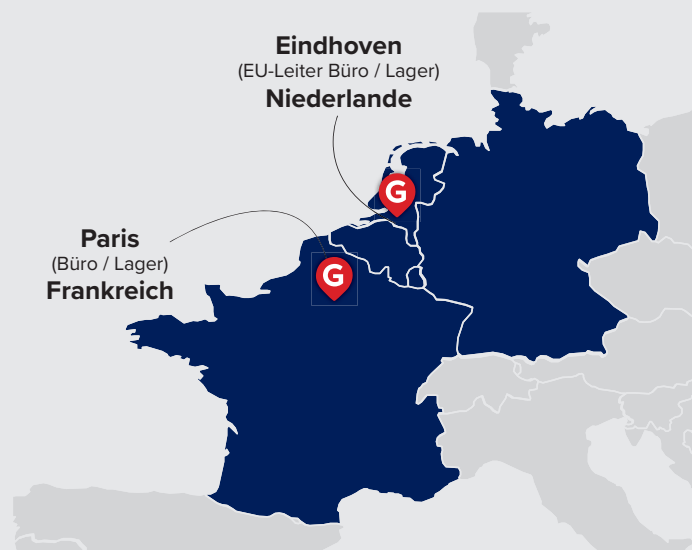 Eindhoven
(EU-Leiter Büro / Lager)
Niederlande
G
Paris
(Büro / Lager)
Frankreich
G